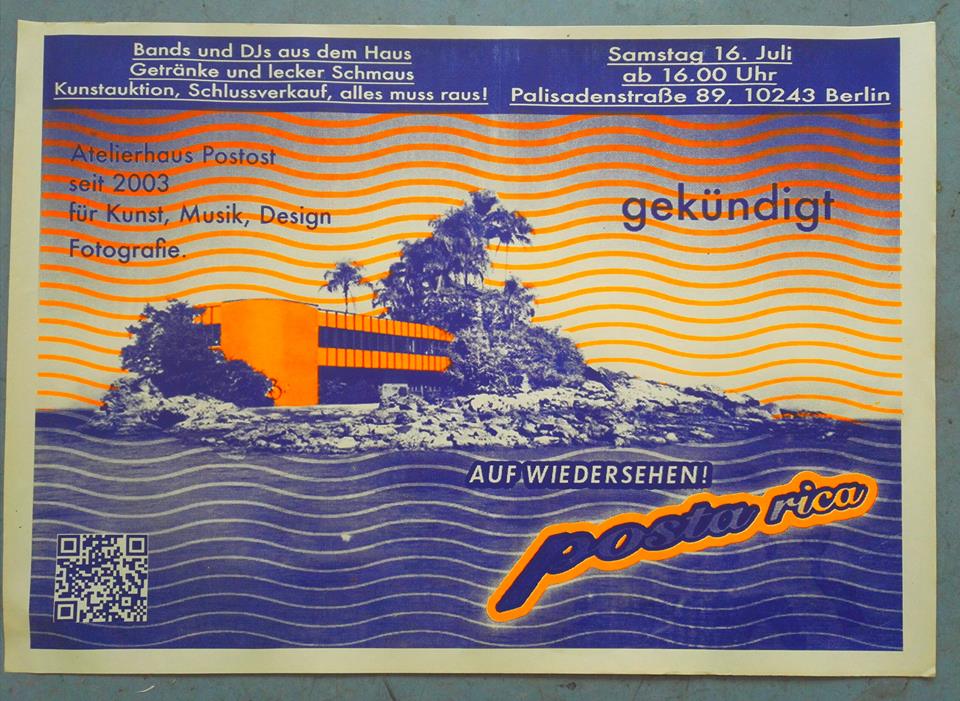 Bands und DJs aus dem Haus
Getränke und lecker Schmaus
Kunstauktion, Schlussverkauf, alles muss raus!
Samstag 16. Juli
ab 16.00 Uhr
Palisadenstraße 89, 10243 Berlin
Atelierhaus Postost
seit 2003
für Kunst, Musik, Design
Fotografie.
gekündigt
AUF WIEDERSEHEN!
posta rica